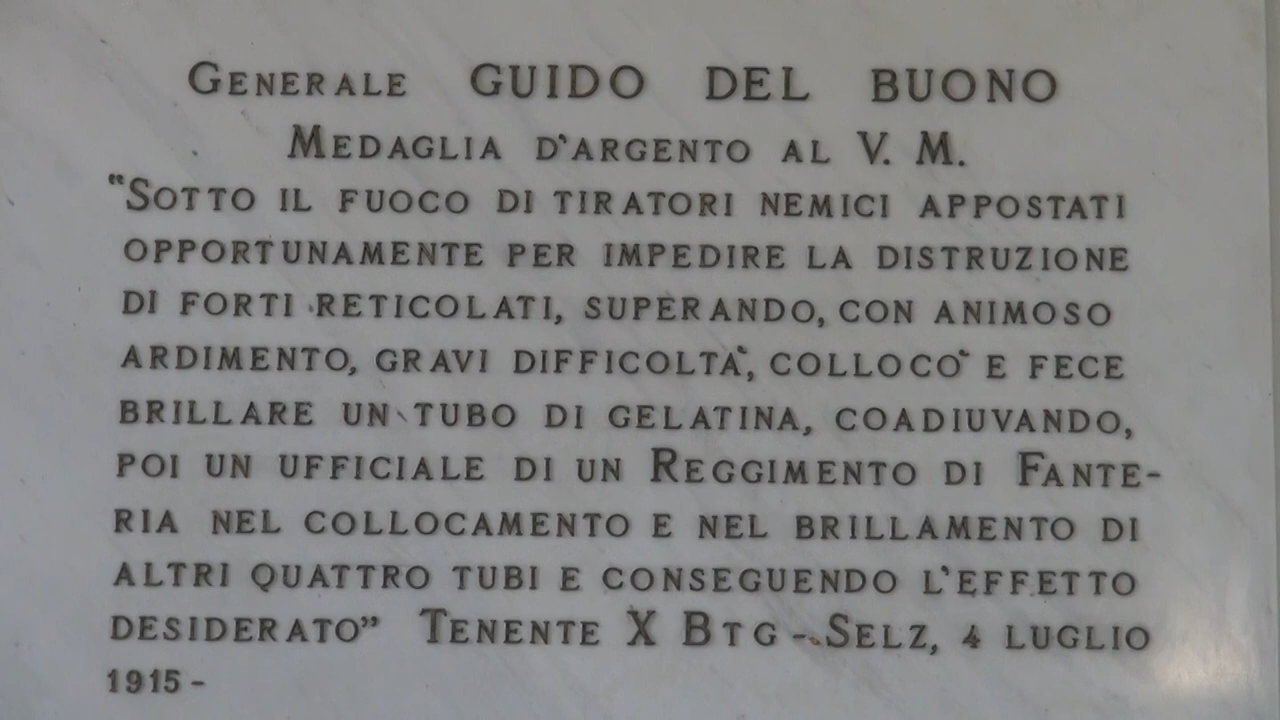 Generale GUIDO DEL BUONO
Medaglia d'argento al V. M.
"Sotto il fuoco di tiratori nemici appostati
opportunamente per impedire la distruzione
di forti reticolati, superando, con animoso
ardimento, gravi difficoltà, collocò e fece
brillare un tubo di gelatina, coadiuvando,
poi un ufficiale di un Reggimento di Fante-
ria nel collocamento e nel brillamento di
altri quattro tubi e conseguendo l'effetto
desiderato" Tenente X Btg - Selz, 4 luglio
1915 -